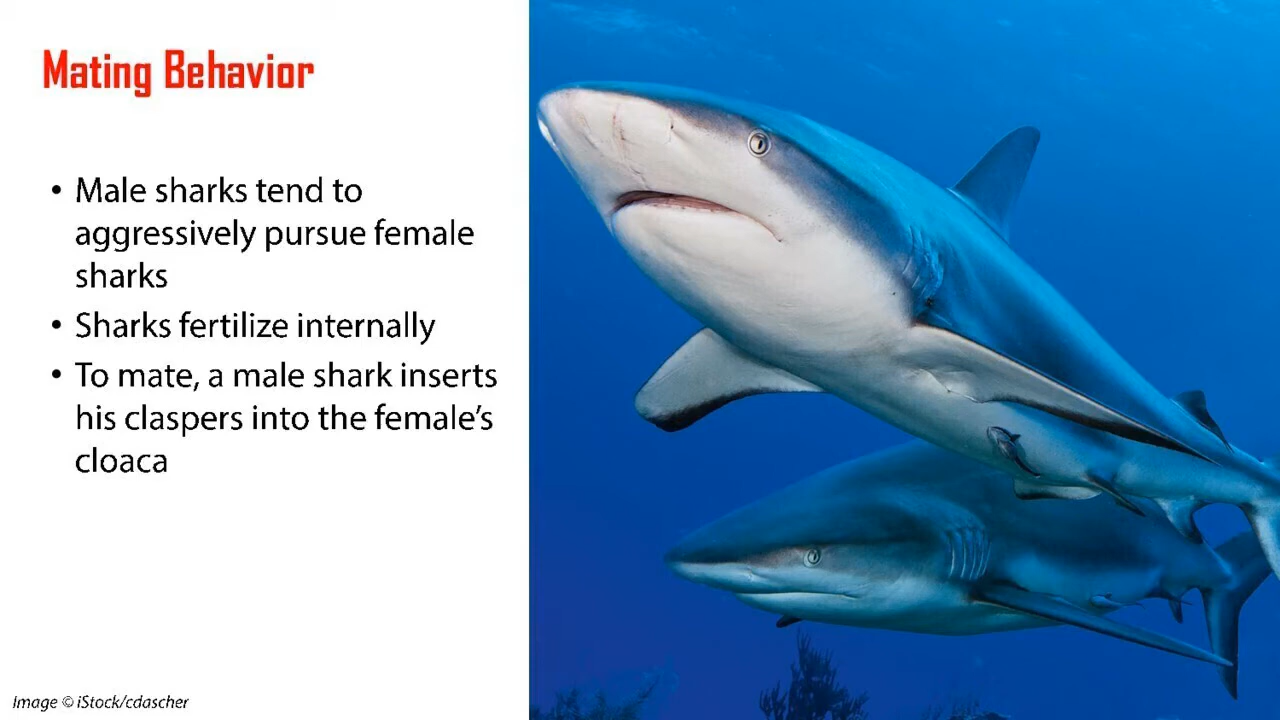 Mating Behavior
• Male sharks tend to
aggressively pursue female
sharks
• Sharks fertilize internally
• To mate, a male shark inserts
his claspers into the female’s
cloaca
Image © iStock/cdascher